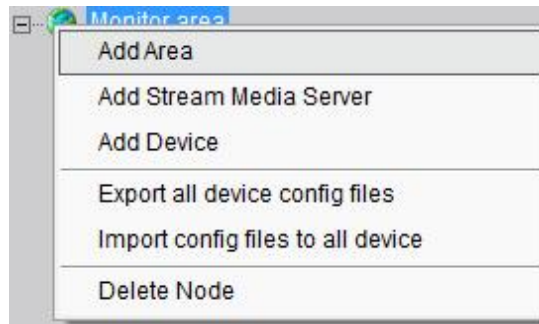 Monitor area
Add Area
Add Stream Media Server
Add Device
Export all device config files
Import config files to all device
Delete Node